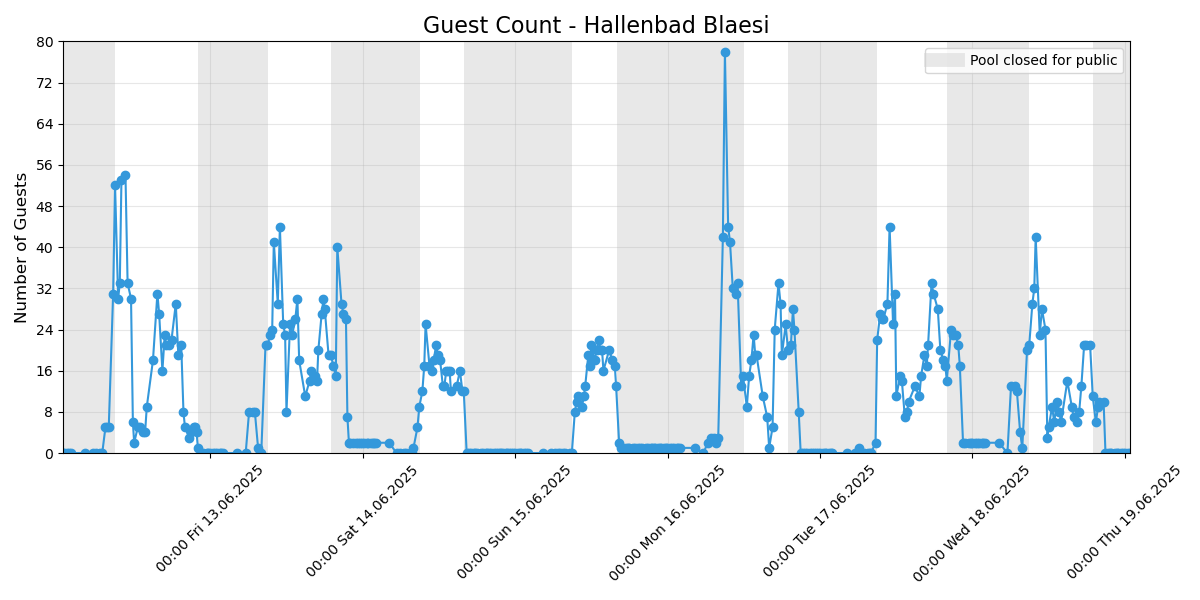 Guest Count - Hallenbad Blaesi
Pool closed for public
Number of Guests
80
72
64
56
48
40
32
24
16
8
0
00:00 Fri 13.06.2025
00:00 Sat 14.06.2025
00:00 Sun 15.06.2025
00:00 Mon 16.06.2025
00:00 Tue 17.06.2025
00:00 Wed 18.06.2025
00:00 Thu 19.06.2025